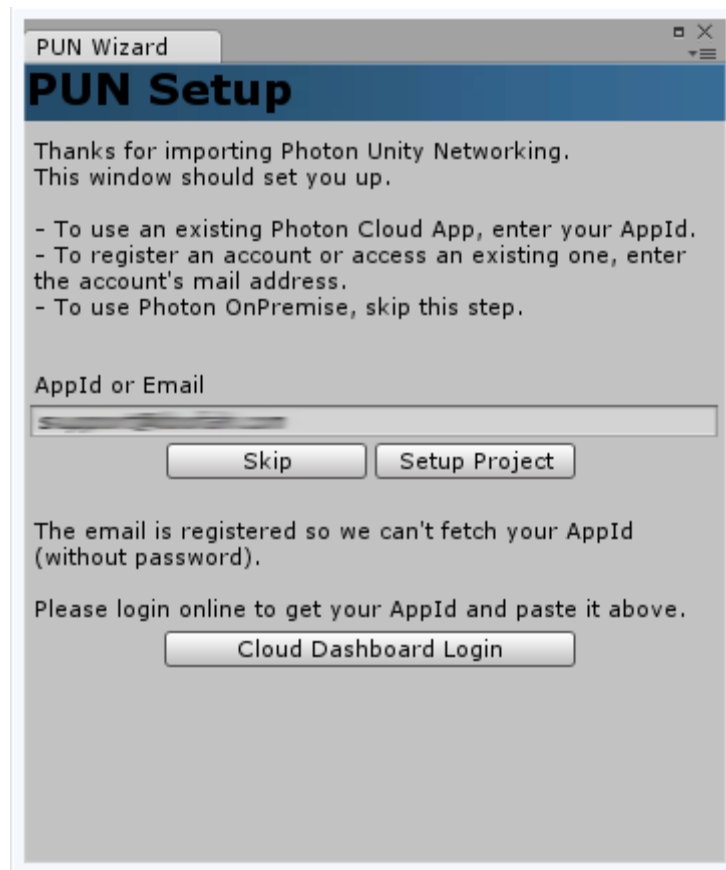 PUN Wizard
PUN Setup
Thanks for importing Photon Unity Networking.
This window should set you up.
- To use an existing Photon Cloud App, enter your AppId.
- To register an account or access an existing one, enter
the account's mail address.
- To use Photon OnPremise, skip this step.
AppId or Email
Skip
Setup Project
The email is registered so we can't fetch your AppId
(without password).
Please login online to get your AppId and paste it above.
Cloud Dashboard Login